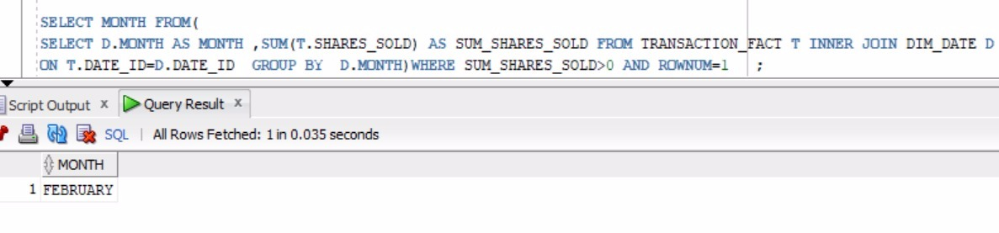 SELECT MONTH FROM(
SELECT D.MONTH AS MONTH ,SUM(T.SHARES_SOLD) AS SUM_SHARES_SOLD FROM TRANSACTION_FACT T INNER JOIN DIM_DATE D
ON T.DATE_ID=D.DATE_ID  GROUP BY  D.MONTH)WHERE SUM_SHARES_SOLD>0 AND ROWNUM=1   ;
Script Output x Query Result x
SQL | All Rows Fetched: 1 in 0.035 seconds
MONTH
1 FEBRUARY